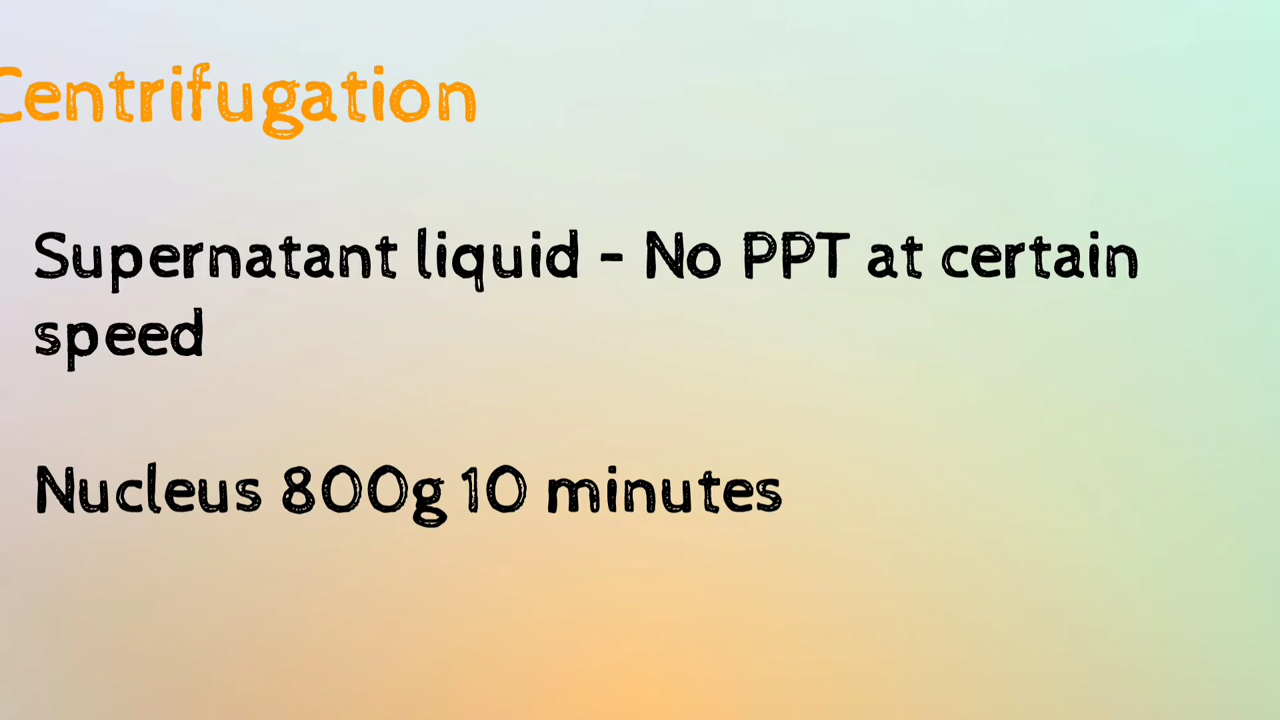 Centrifugation
Supernatant liquid - No PPT at certain
speed
Nucleus 800g 10 minutes